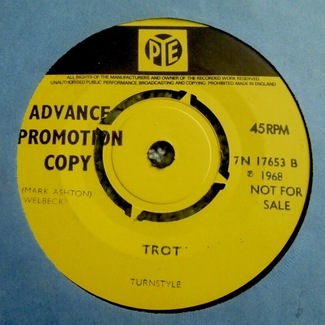 PYE
ALL RIGHTS OF THE MANUFACTURERS AND OWNER OF THE RECORDED WORK RESERVED.
UNAUTHORISED PUBLIC PERFORMANCE, BROADCASTING AND COPYING PROHIBITED. MADE IN ENGLAND
ADVANCE
PROMOTION
COPY
45RPM
(MARK ASHTON)
WELBECK
7N 17653 B
℗ 1968
NOT FOR
SALE
TROT
TURNSTYLE